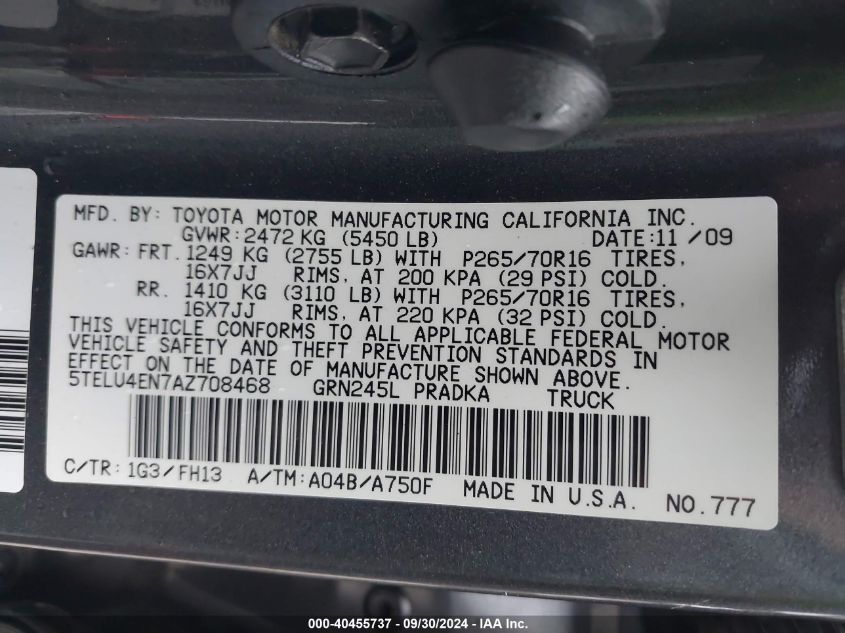 MFD. BY: TOYOTA MOTOR MANUFACTURING CALIFORNIA INC.
GVWR: 2472 KG (5450 LB) DATE: 11 / 09
GAWR: FRT. 1249 KG (2755 LB) WITH P265/70R16 TIRES,
16X7JJ RIMS, AT 200 KPA (29 PSI) COLD.
RR. 1410 KG (3110 LB) WITH P265/70R16 TIRES,
16X7JJ RIMS, AT 220 KPA (32 PSI) COLD.
THIS VEHICLE CONFORMS TO ALL APPLICABLE FEDERAL MOTOR
VEHICLE SAFETY AND THEFT PREVENTION STANDARDS IN
EFFECT ON THE DATE OF MANUFACTURE SHOWN ABOVE.
5TELU4EN7AZ708468 GRN245L PRADKA TRUCK
C/TR: 1G3/FH13 A/TM: A04B/A750F MADE IN U.S.A. NO.777
000-40455737 - 09/30/2024 - IAA Inc.